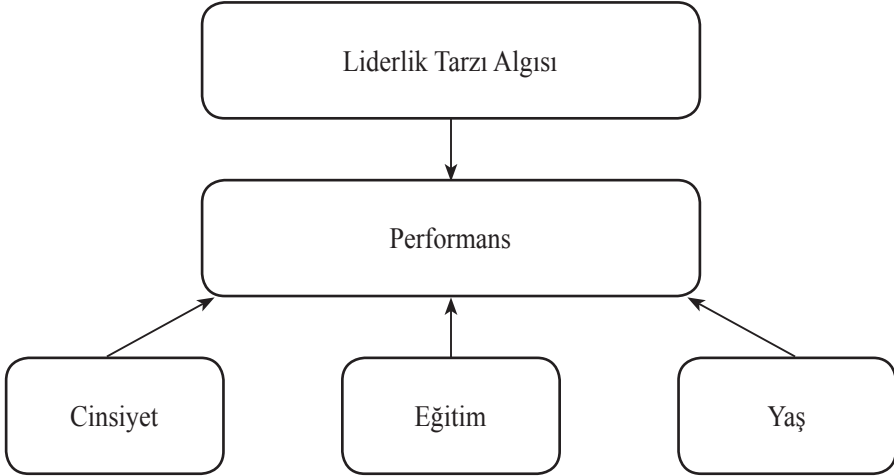 Liderlik Tarzı Algısı
Performans
Cinsiyet
Eğitim
Yaş